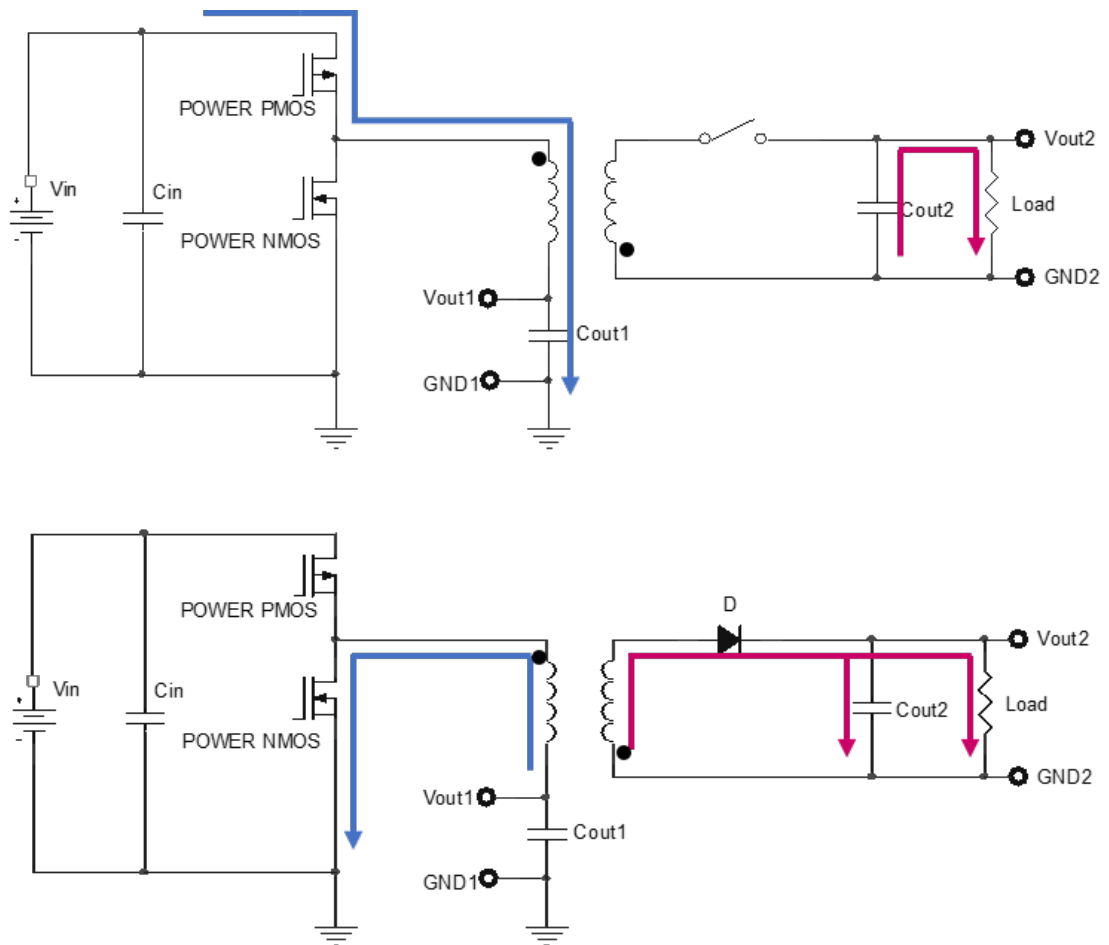 POWER PMOS
Vout2
Vin
Cin
Cout2
Load
+
-
POWER NMOS
GND2
Vout1
Cout1
GND1
D
POWER PMOS
Vout2
Vin
Cin
Cout2
Load
+
-
POWER NMOS
GND2
Vout1
Cout1
GND1